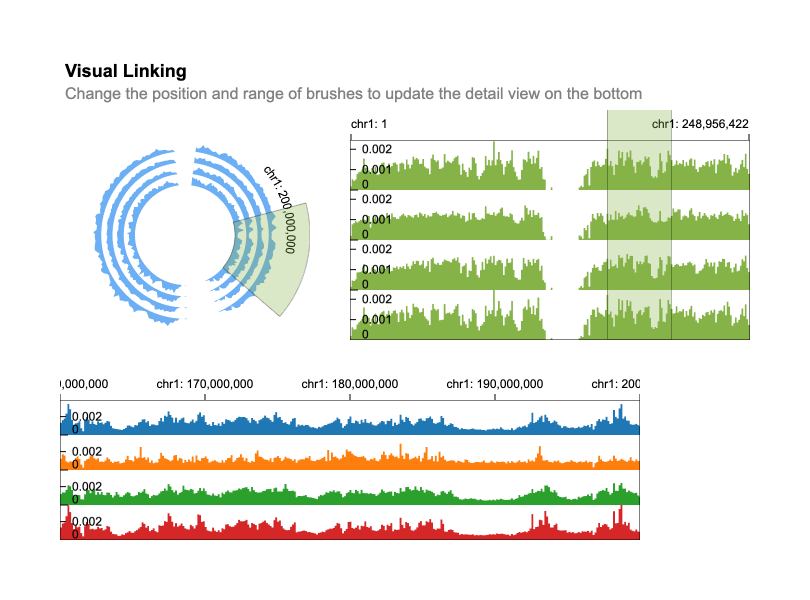 Visual Linking
Change the position and range of brushes to update the detail view on the bottom
chr1: 200,000,000
chr1: 1
chr1: 248,956,422
0.002
0.001
0
0.002
0.001
0
0.002
0.001
0
0.002
0.001
0
0,000,000
chr1: 170,000,000
chr1: 180,000,000
chr1: 190,000,000
chr1: 200
0.002
0
0.002
0
0.002
0
0.002
0